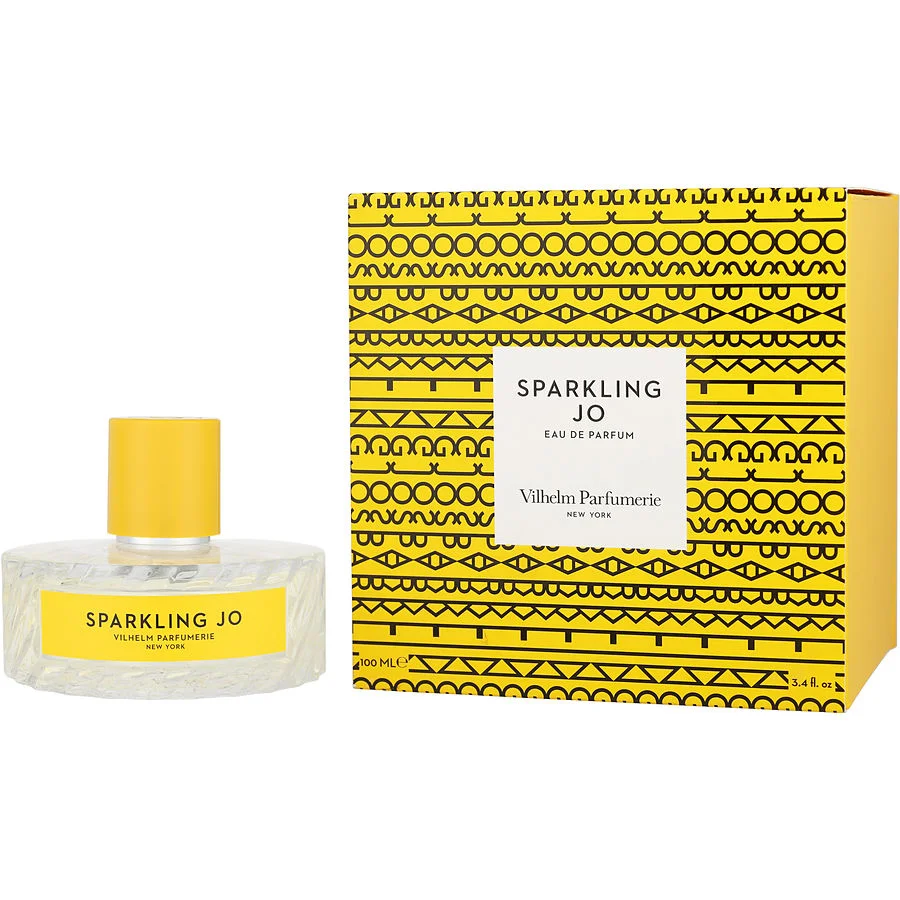 SPARKLING
JO
EAU DE PARFUM
Vilhelm Parfumerie
NEW YORK
100 ML℮
3.4 fl. oz
SPARKLING JO
VILHELM PARFUMERIE
NEW YORK